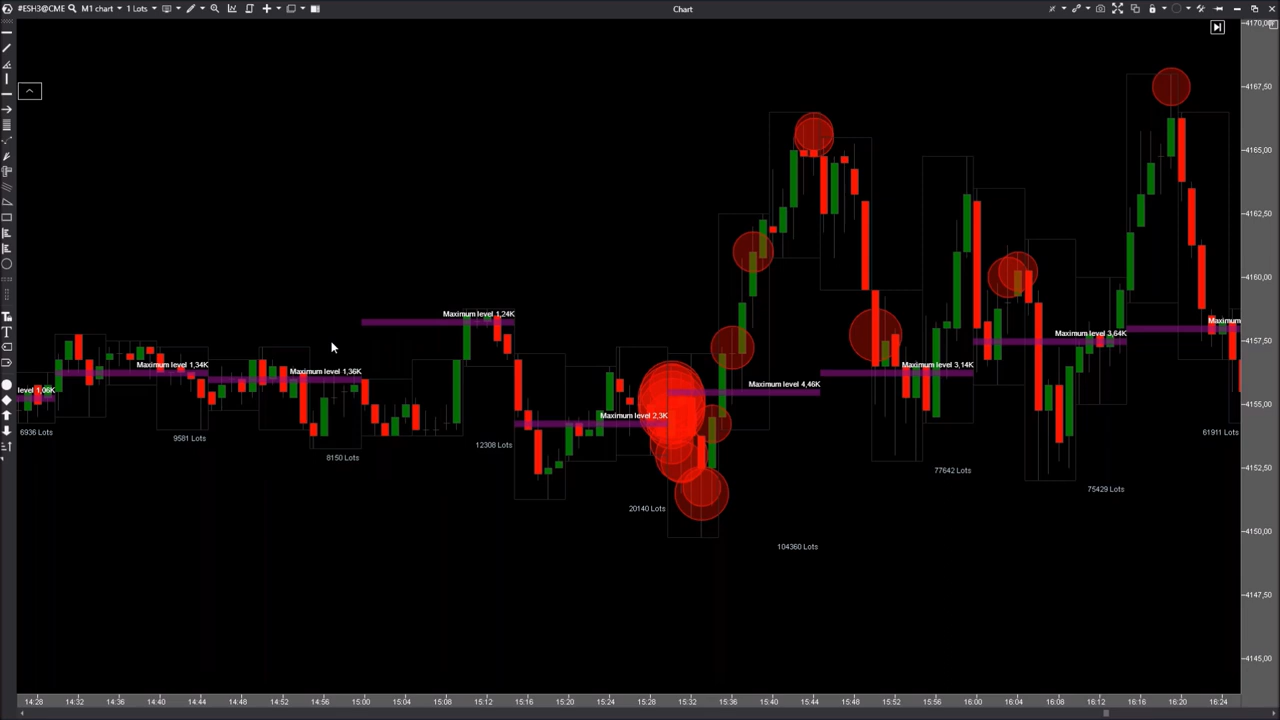 #ESH3@CME M1 chart 1 Lots Chart
4170,00
4167,50
4165,00
4162,50
4160,00
4157,50
4155,00
4152,50
4150,00
4147,50
4145,00
Maximum level 1,24K
Maximum
Maximum level 3,64K
Maximum level 1,34K
Maximum level 1,36K
Maximum level 3,14K
Maximum level 4,46K
level 1,06K
Maximum level 2,3K
6936 Lots
9581 Lots
12308 Lots
61911 Lots
8150 Lots
77642 Lots
75429 Lots
20140 Lots
104360 Lots
14:28 14:32 14:36 14:40 14:44 14:48 14:52 14:56 15:00 15:04 15:08 15:12 15:16 15:20 15:24 15:28 15:32 15:36 15:40 15:44 15:48 15:52 15:56 16:00 16:04 16:08 16:12 16:16 16:20 16:24